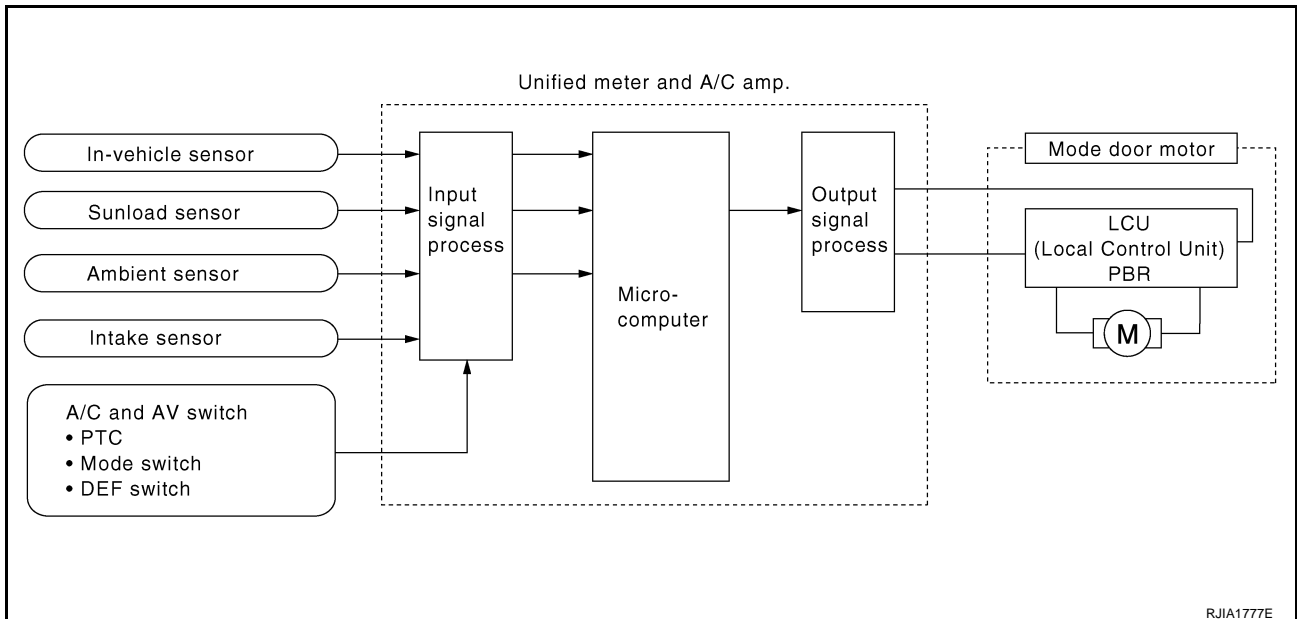 Unified meter and A/C amp.
In-vehicle sensor
Sunload sensor
Ambient sensor
Intake sensor
A/C and AV switch
• PTC
• Mode switch
• DEF switch
Input
signal
process
Micro-
computer
Output
signal
process
Mode door motor
LCU
(Local Control Unit)
PBR
M
RJIA1777E